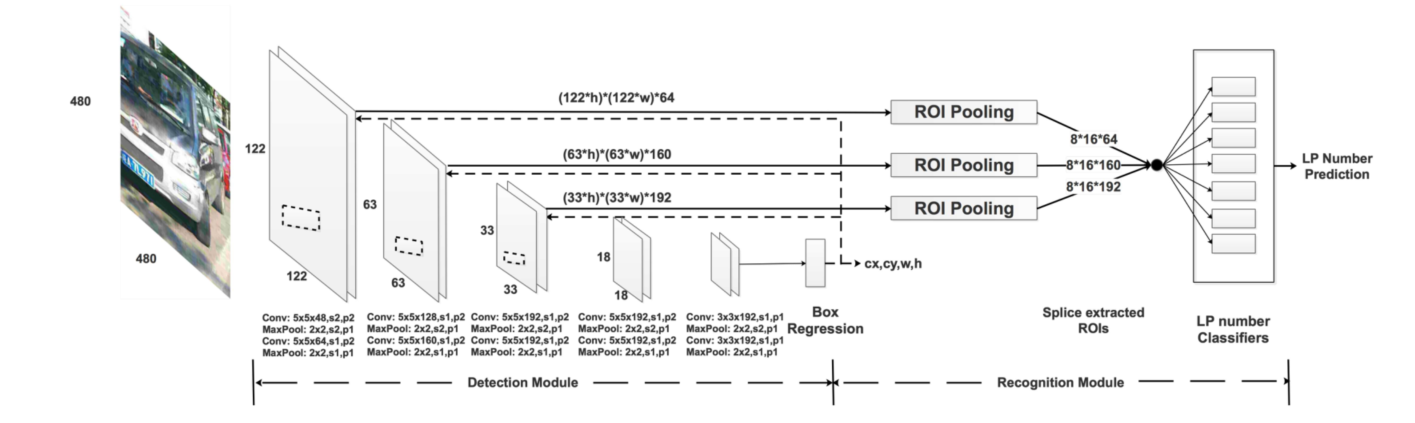 480
480
122
122
(122*h)*(122*w)*64
63
63
(63*h)*(63*w)*160
33
33
(33*h)*(33*w)*192
18
18
cx,cy,w,h
Box
Regression
ROI Pooling
ROI Pooling
ROI Pooling
8*16*64
8*16*160
8*16*192
LP Number
Prediction
Conv: 5x5x48,s2,p2
MaxPool: 2x2,s2,p1
Conv: 5x5x64,s1,p2
MaxPool: 2x2,s1,p1
Conv: 5x5x128,s1,p2
MaxPool: 2x2,s2,p1
Conv: 5x5x160,s1,p2
MaxPool: 2x2,s1,p1
Conv: 5x5x192,s1,p2
MaxPool: 2x2,s2,p1
Conv: 5x5x192,s1,p2
MaxPool: 2x2,s1,p1
Conv: 5x5x192,s1,p2
MaxPool: 2x2,s2,p1
Conv: 5x5x192,s1,p2
MaxPool: 2x2,s1,p1
Conv: 3x3x192,s1,p1
MaxPool: 2x2,s2,p1
Conv: 3x3x192,s1,p1
MaxPool: 2x2,s1,p1
Splice extracted
ROIs
LP number
Classifiers
Detection Module
Recognition Module